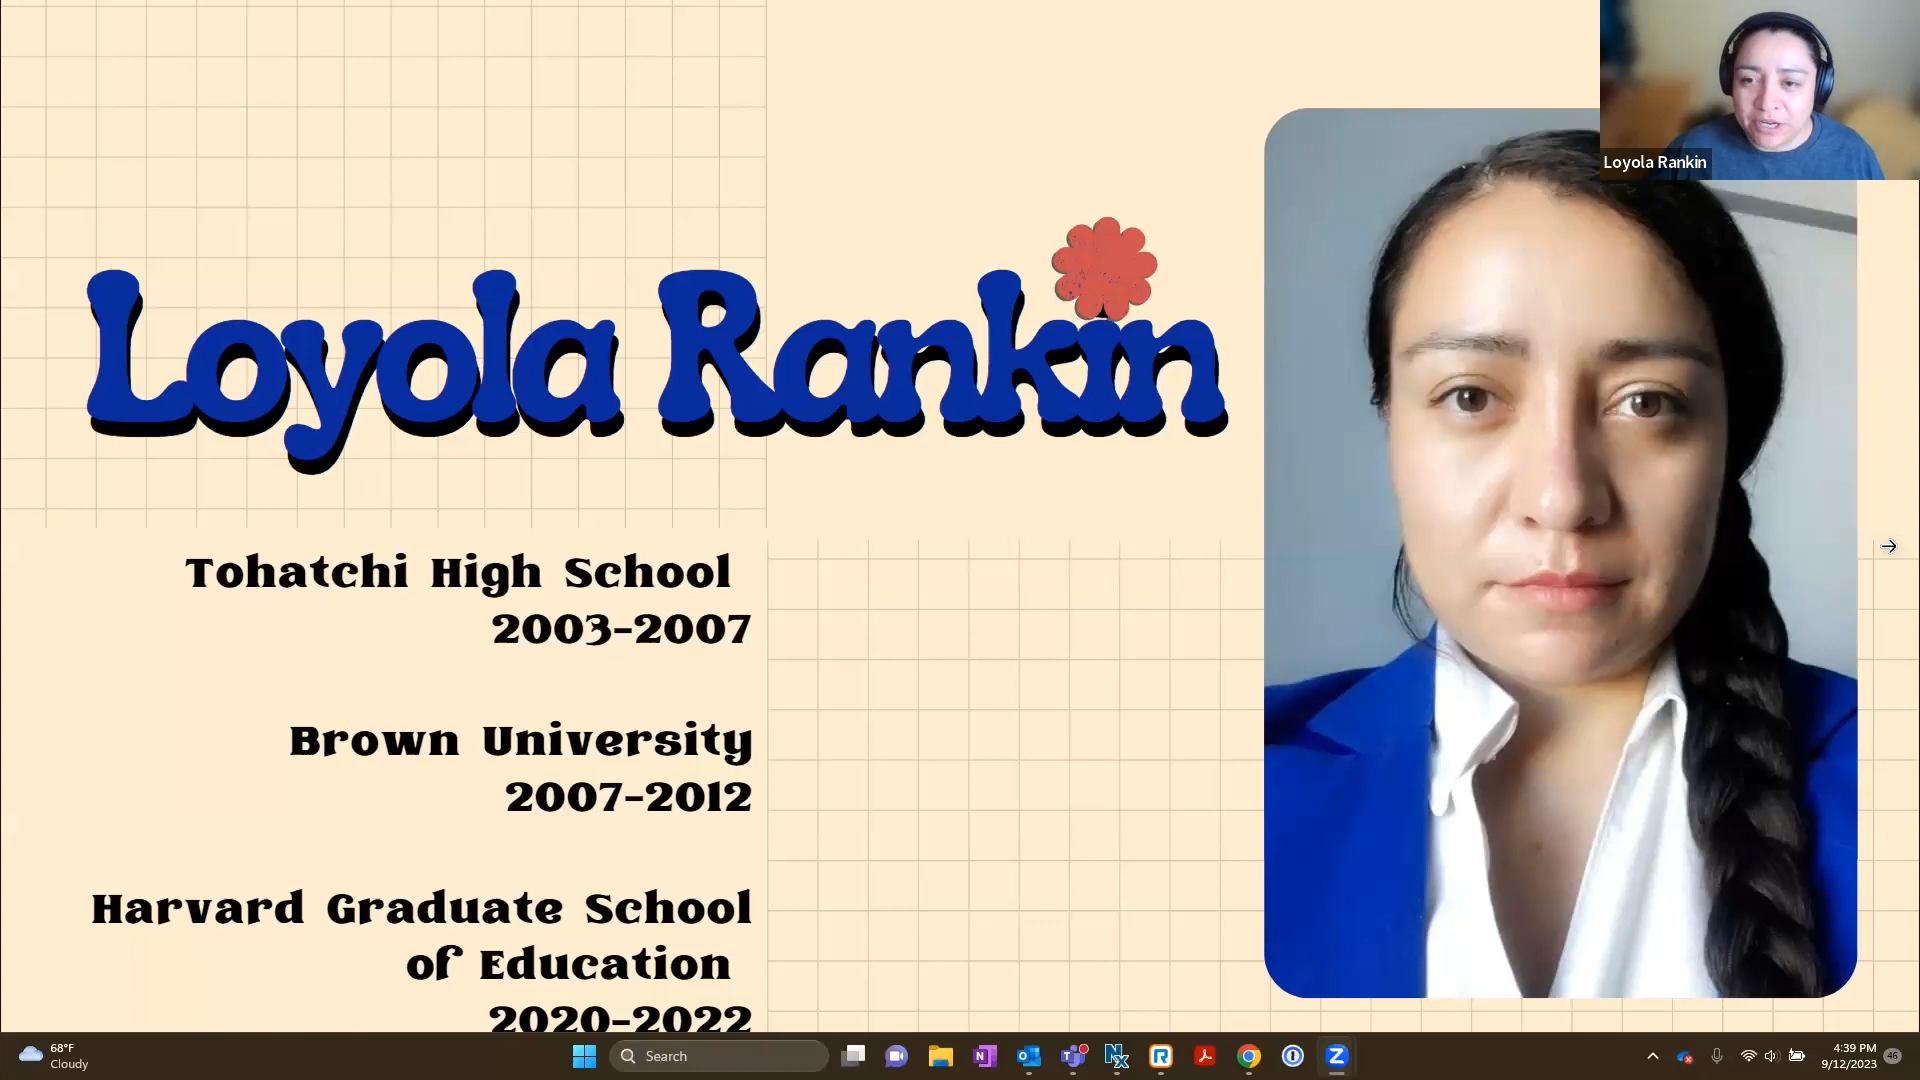 Loyola Rankin
Loyola Rankin
Tohatchi High School
2003-2007
Brown University
2007-2012
Harvard Graduate School
of Education
2020-2022
68°F
Cloudy
Search
4:39 PM
9/12/2023
46